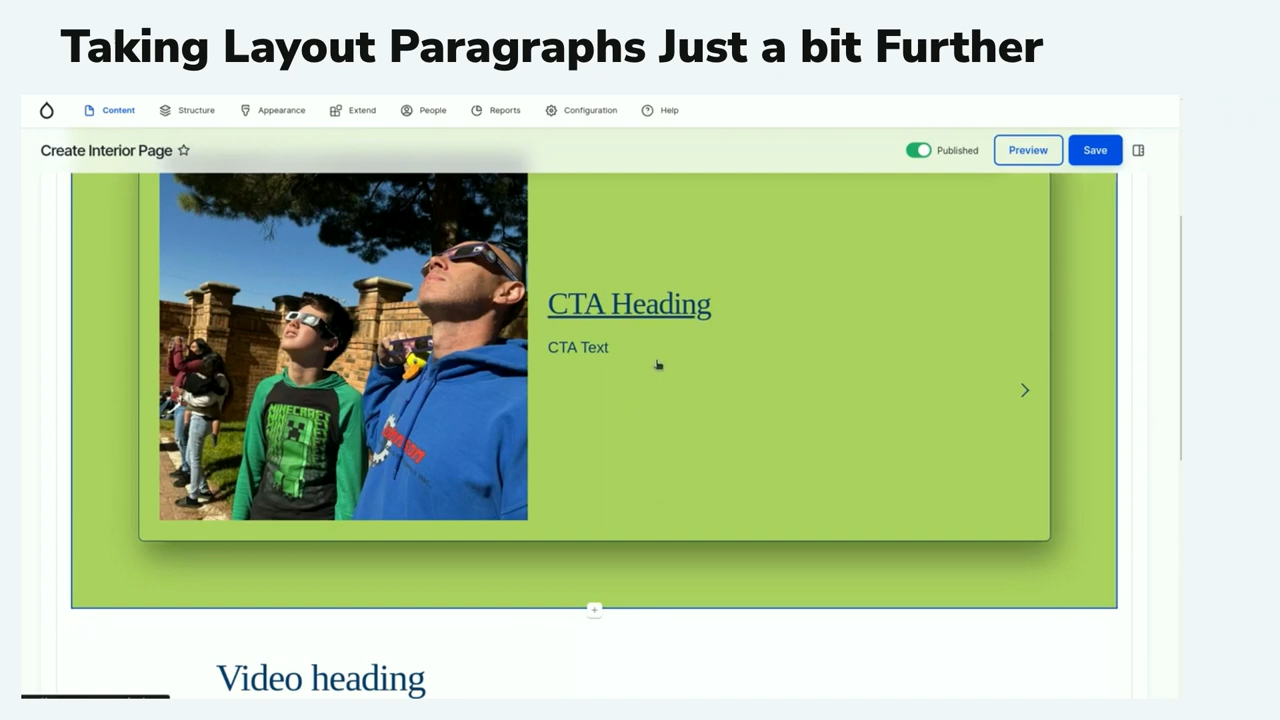 Taking Layout Paragraphs Just a bit Further
Content Structure Appearance Extend People Reports Configuration Help
Create Interior Page
Published Preview Save
CTA Heading
CTA Text
MINECRAFT
Video heading